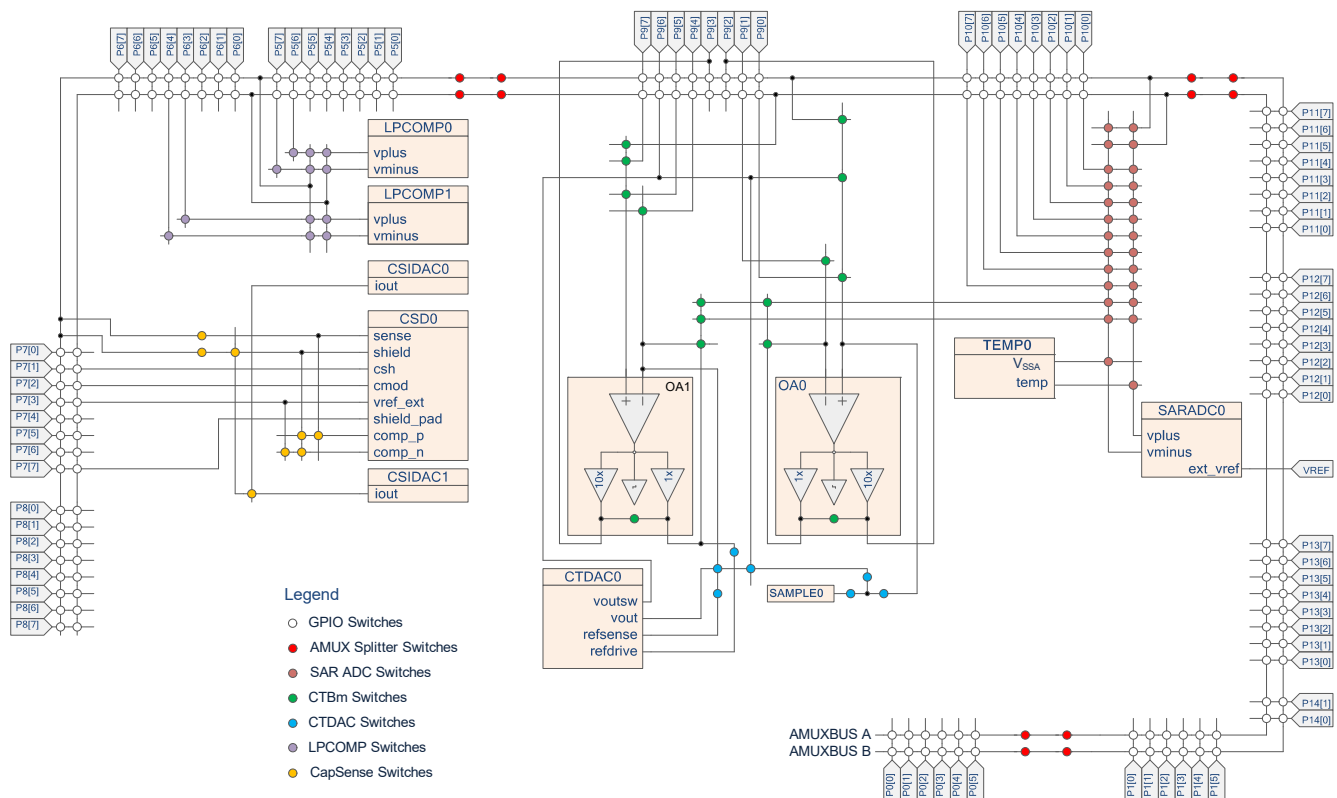 P6[7]
P6[6]
P6[5]
P6[4]
P6[3]
P6[2]
P6[1]
P6[0]
P5[7]
P5[6]
P5[5]
P5[4]
P5[3]
P5[2]
P5[1]
P5[0]
P9[7]
P9[6]
P9[5]
P9[4]
P9[3]
P9[2]
P9[1]
P9[0]
P10[7]
P10[6]
P10[5]
P10[4]
P10[3]
P10[2]
P10[1]
P10[0]
LPCOMP0
vplus
vminus
LPCOMP1
vplus
vminus
CSIDAC0
iout
CSD0
sense
shield
csh
cmod
vref_ext
shield_pad
comp_p
comp_n
CSIDAC1
iout
P7[0]
P7[1]
P7[2]
P7[3]
P7[4]
P7[5]
P7[6]
P7[7]
P8[0]
P8[1]
P8[2]
P8[3]
P8[4]
P8[5]
P8[6]
P8[7]
OA1
+
−
10x
1x
OA0
−
+
1x
10x
TEMP0
VSSA
temp
SARADC0
vplus
vminus
ext_vref
VREF
P11[7]
P11[6]
P11[5]
P11[4]
P11[3]
P11[2]
P11[1]
P11[0]
P12[7]
P12[6]
P12[5]
P12[4]
P12[3]
P12[2]
P12[1]
P12[0]
P13[7]
P13[6]
P13[5]
P13[4]
P13[3]
P13[2]
P13[1]
P13[0]
P14[1]
P14[0]
CTDAC0
voutsw
vout
refsense
refdrive
SAMPLE0
Legend
GPIO Switches
AMUX Splitter Switches
SAR ADC Switches
CTBm Switches
CTDAC Switches
LPCOMP Switches
CapSense Switches
AMUXBUS A
AMUXBUS B
P0[0]
P0[1]
P0[2]
P0[3]
P0[4]
P0[5]
P1[0]
P1[1]
P1[2]
P1[3]
P1[4]
P1[5]